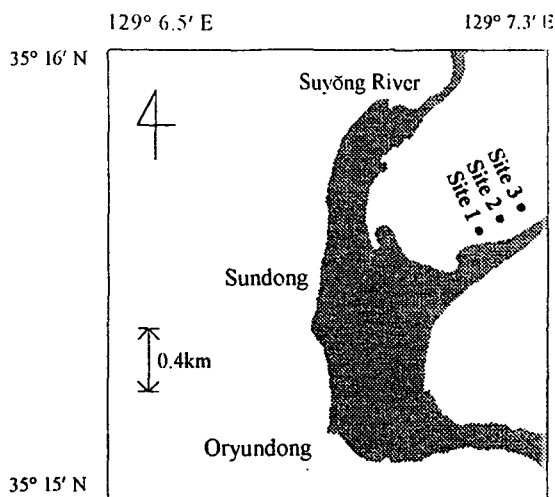 129° 6.5′ E
129° 7.3′ E
35° 16′ N
Suyŏng River
Site 3
Site 2
Site 1
Sundong
0.4km
Oryundong
35° 15′ N